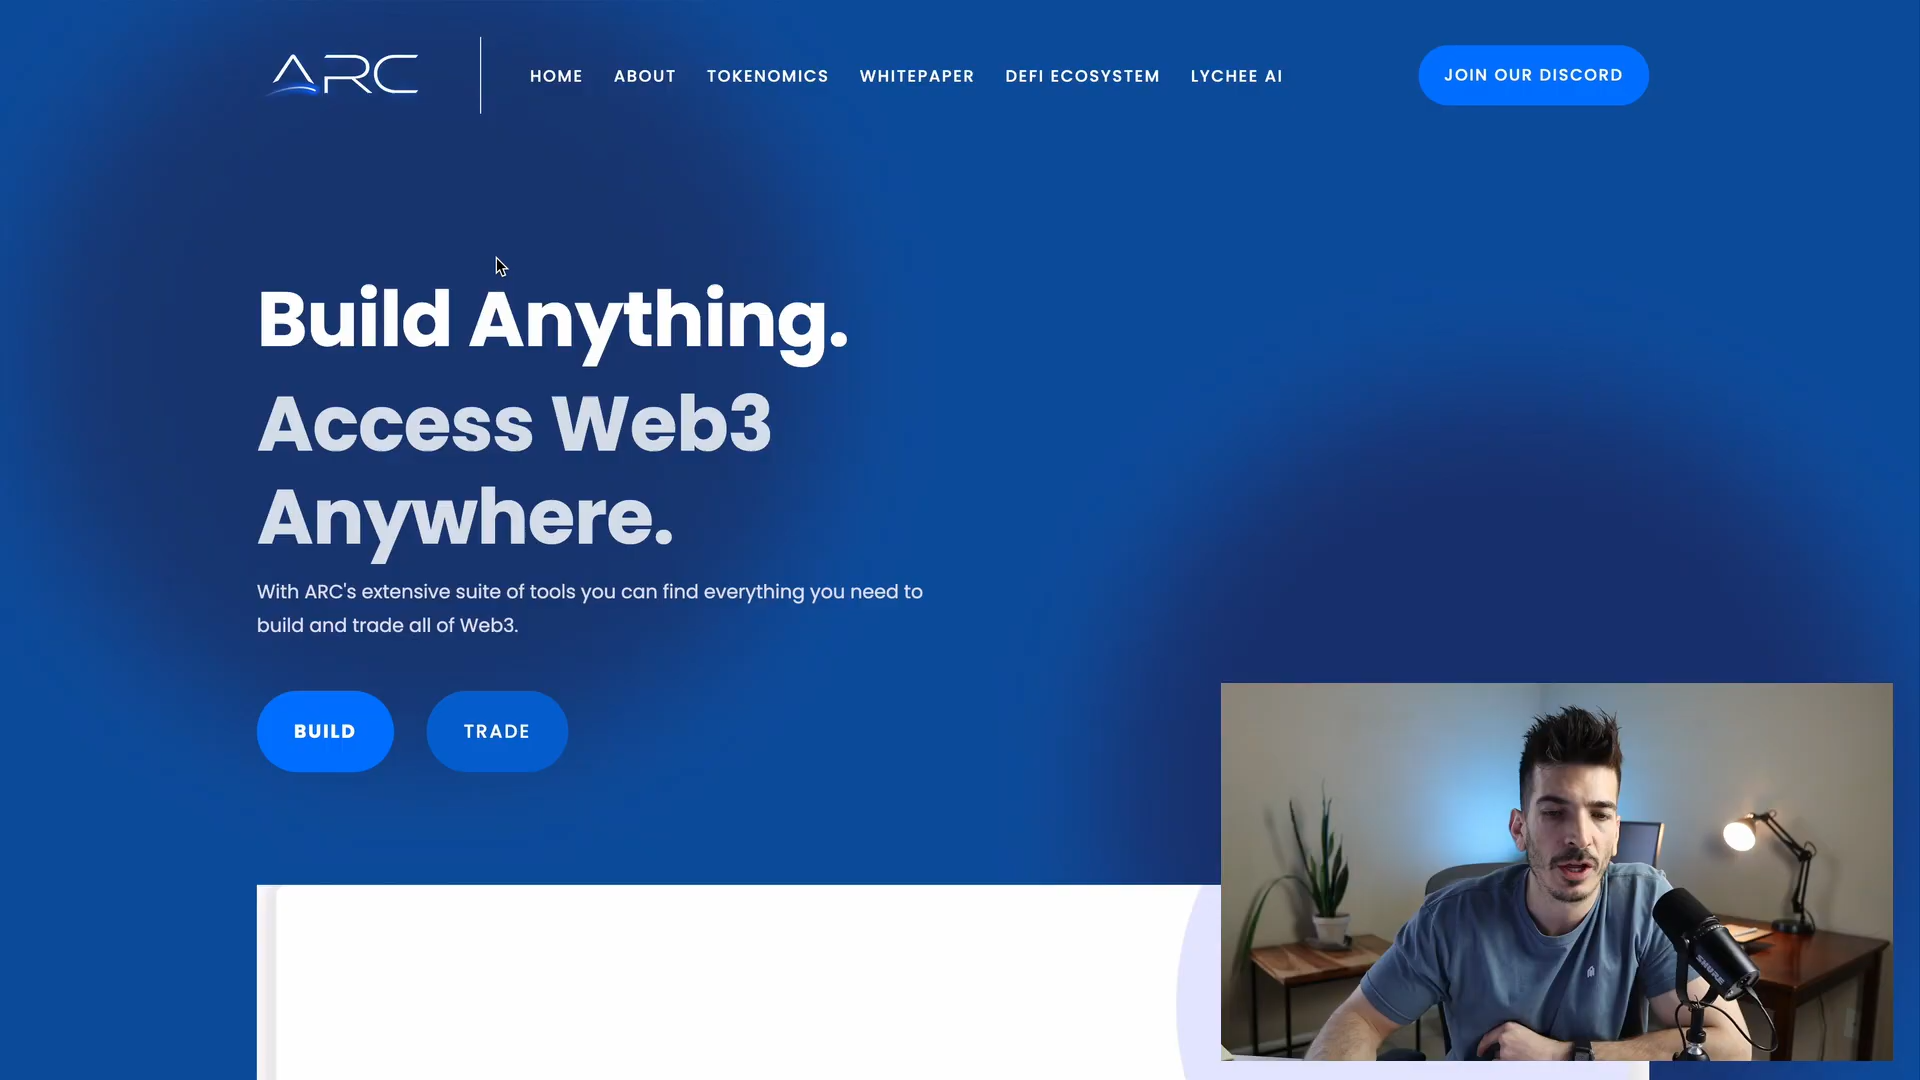 ARC
HOME
ABOUT
TOKENOMICS
WHITEPAPER
DEFI ECOSYSTEM
LYCHEE AI
JOIN OUR DISCORD
Build Anything.
Access Web3
Anywhere.
With ARC's extensive suite of tools you can find everything you need to
build and trade all of Web3.
BUILD
TRADE
SHURE